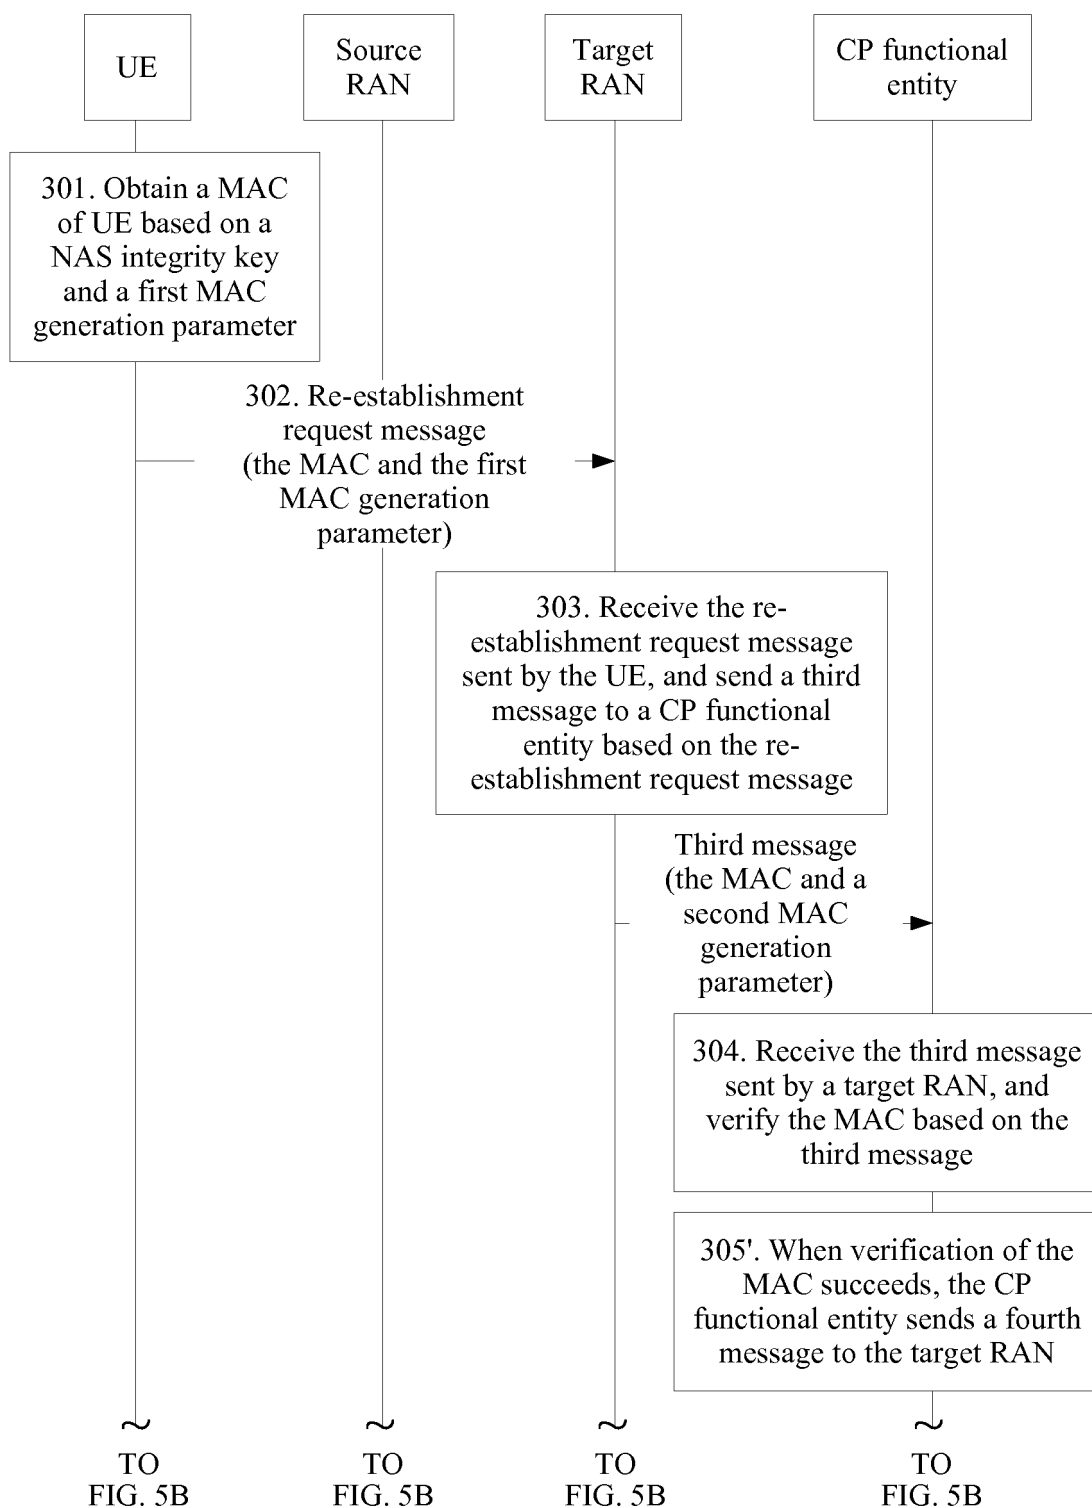 UE
Source
RAN
Target
RAN
CP functional
entity
301. Obtain a MAC
of UE based on a
NAS integrity key
and a first MAC
generation parameter
302. Re-establishment
request message
(the MAC and the first
MAC generation
parameter)
303. Receive the re-
establishment request message
sent by the UE, and send a third
message to a CP functional
entity based on the re-
establishment request message
Third message
(the MAC and a
second MAC
generation
parameter)
304. Receive the third message
sent by a target RAN, and
verify the MAC based on the
third message
305'. When verification of the
MAC succeeds, the CP
functional entity sends a fourth
message to the target RAN
~
~
~
~
TO
FIG. 5B
TO
FIG. 5B
TO
FIG. 5B
TO
FIG. 5B